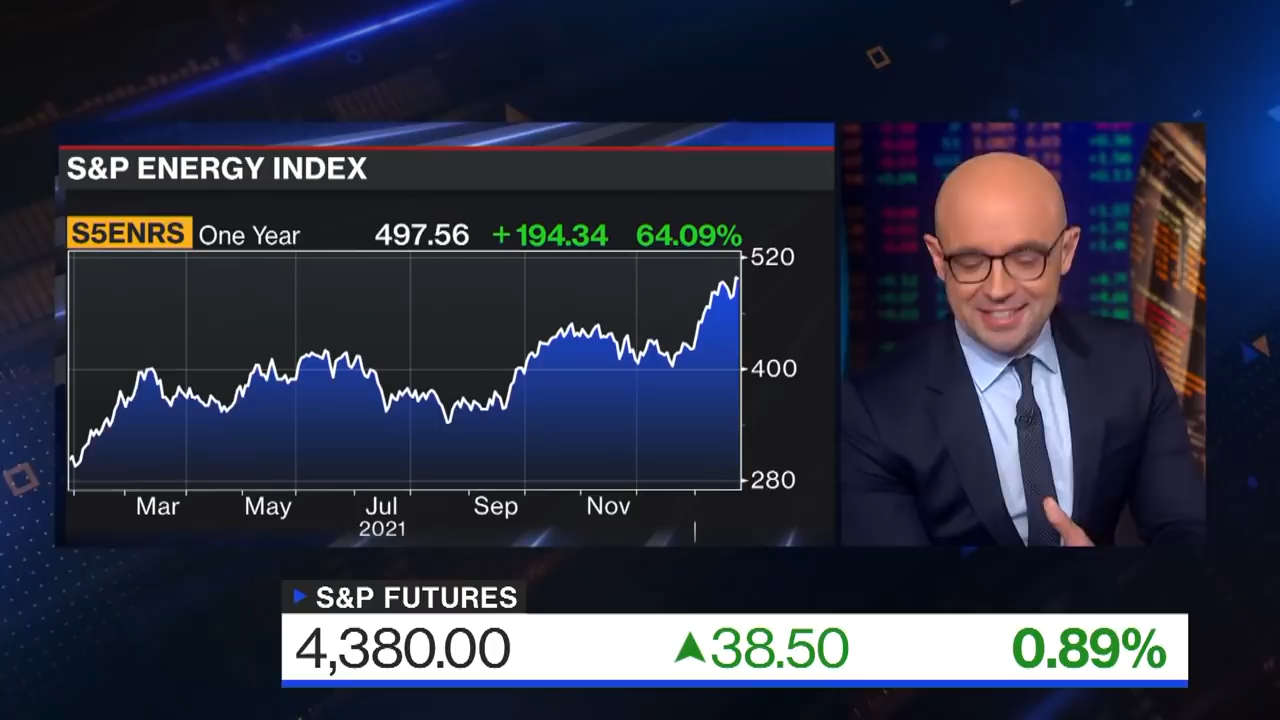 S&P ENERGY INDEX
S5ENRS One Year 497.56 +194.34 64.09%
520
400
280
Mar May Jul Sep Nov
2021
S&P FUTURES
4,380.00 ▲38.50 0.89%